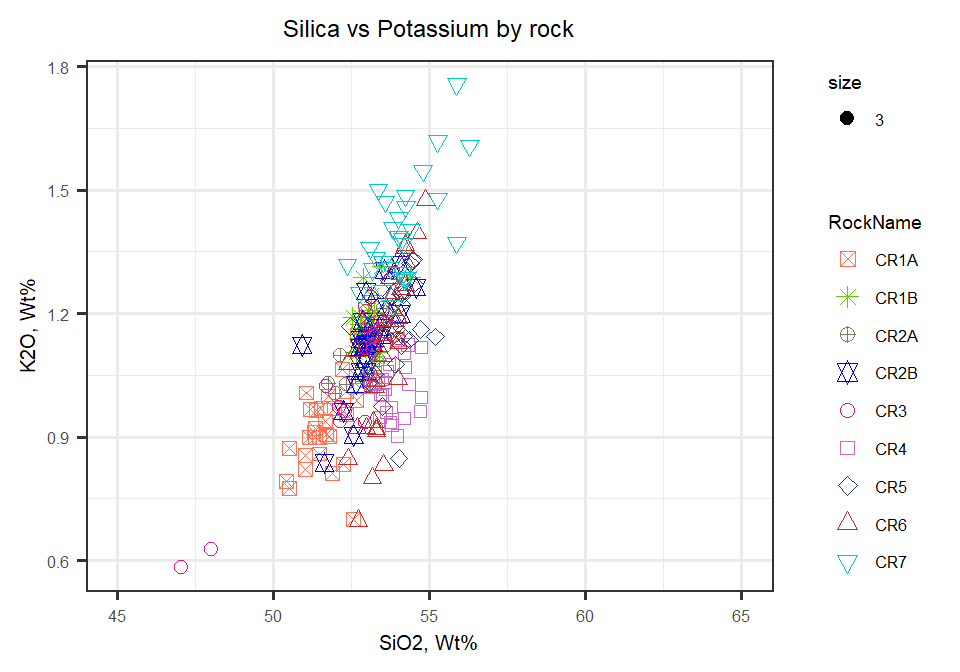 Silica vs Potassium by rock
1.8
1.5
1.2
0.9
0.6
K2O, Wt%
45
50
55
60
65
SiO2, Wt%
size
3
RockName
CR1A
CR1B
CR2A
CR2B
CR3
CR4
CR5
CR6
CR7